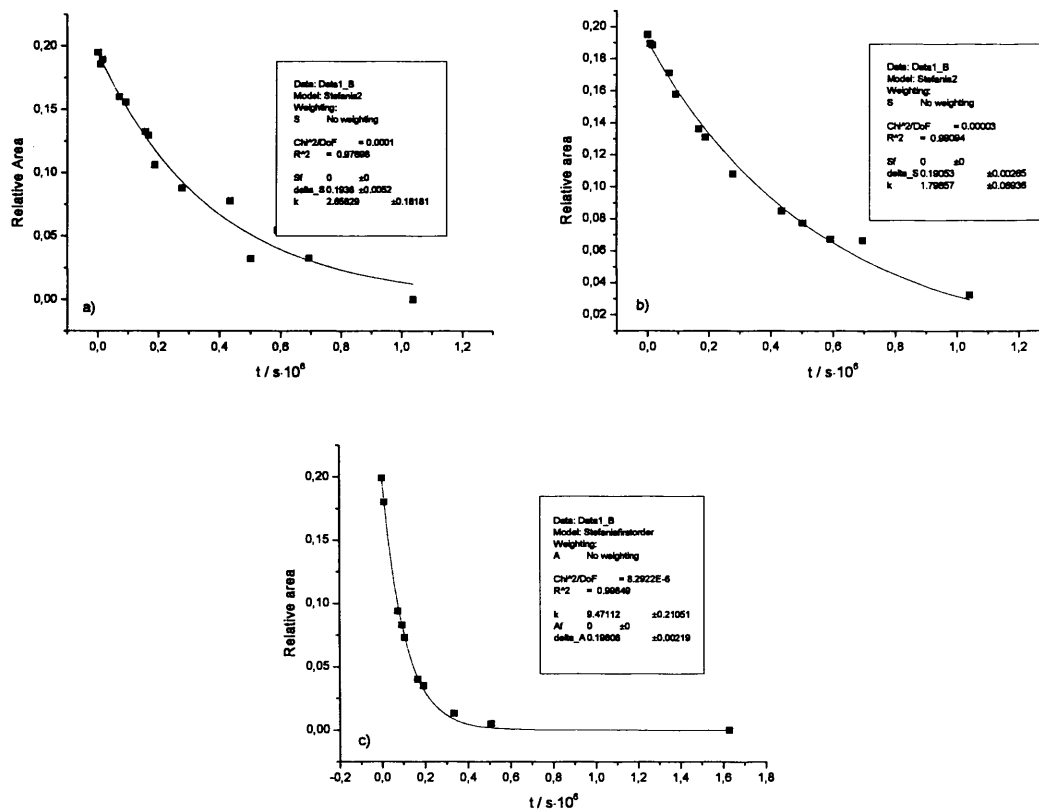 0,20
0,15
0,10
0,05
0,00
Relative Area
0,0 0,2 0,4 0,6 0,8 1,0 1,2
t / s·10⁶
a)
Data: Data1_B
Model: Stefania2
Weighting:
S No weighting
Chi^2/DoF = 0.0001
R^2 = 0.97698
Sf 0 ±0
delta_S 0.1936 ±0.0052
k ±0.18181
0,20
0,18
0,16
0,14
0,12
0,10
0,08
0,06
0,04
0,02
Relative Area
0,0 0,2 0,4 0,6 0,8 1,0 1,2
t / s·10⁶
b)
Data: Data1_B
Model: Stefania2
Weighting:
S No weighting
Chi^2/DoF = 0.00003
R^2 = 0.99094
Sf 0 ±0
delta_S 0.19053 ±0.00265
k 1.79857
0,20
0,15
0,10
0,05
0,00
Relative area
-0,2 0,0 0,2 0,4 0,6 0,8 1,0 1,2 1,4 1,6 1,8
t / s·10⁶
c)
Data: Data1_B
Model: Stefaniafirstorder
Weighting:
A No weighting
Chi^2/DoF = 8.2922E-6
R^2 = 0.99849
k 9.47112 ±0.21051
Af 0 ±0
delta_A 0.19808 ±0.00219